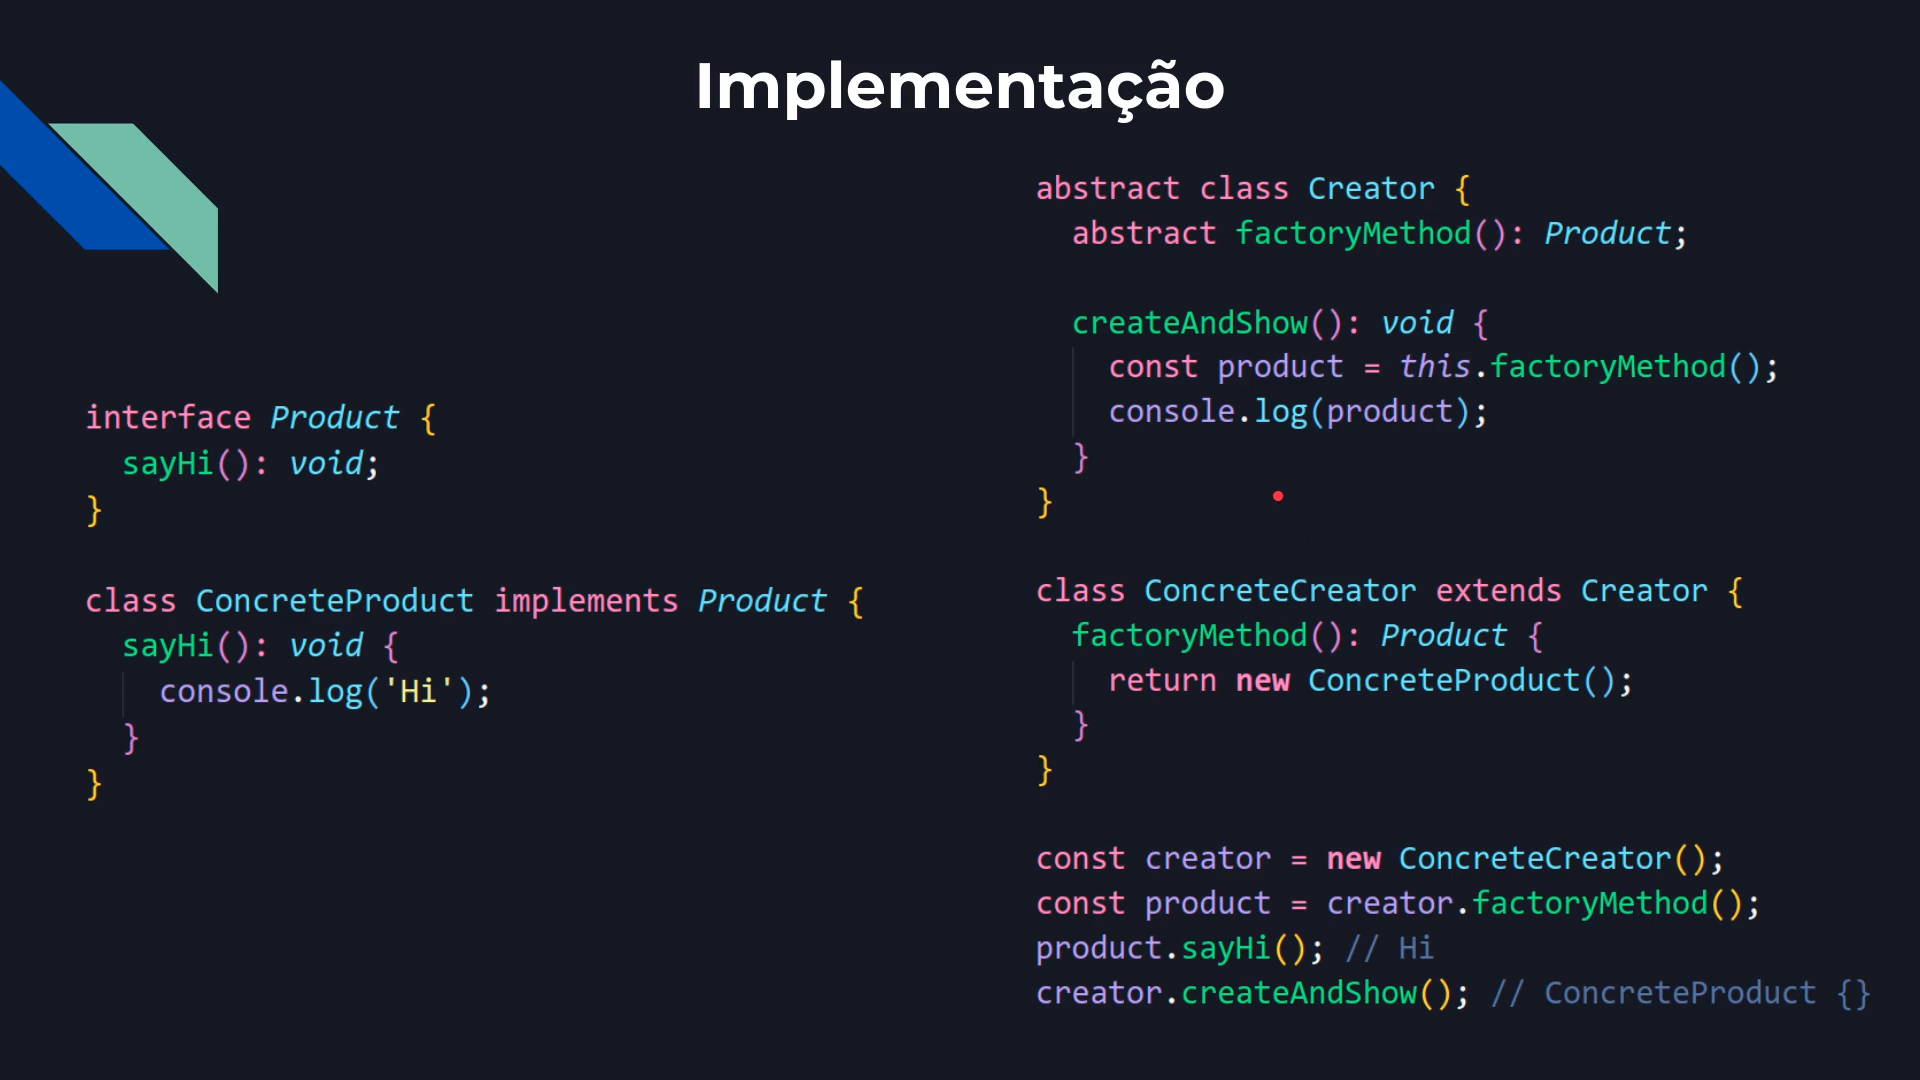 Implementação
interface Product {
  sayHi(): void;
}
class ConcreteProduct implements Product {
  sayHi(): void {
    console.log('Hi');
  }
}
abstract class Creator {
  abstract factoryMethod(): Product;
  createAndShow(): void {
    const product = this.factoryMethod();
    console.log(product);
  }
}
class ConcreteCreator extends Creator {
  factoryMethod(): Product {
    return new ConcreteProduct();
  }
}
const creator = new ConcreteCreator();
const product = creator.factoryMethod();
product.sayHi(); // Hi
creator.createAndShow(); // ConcreteProduct {}